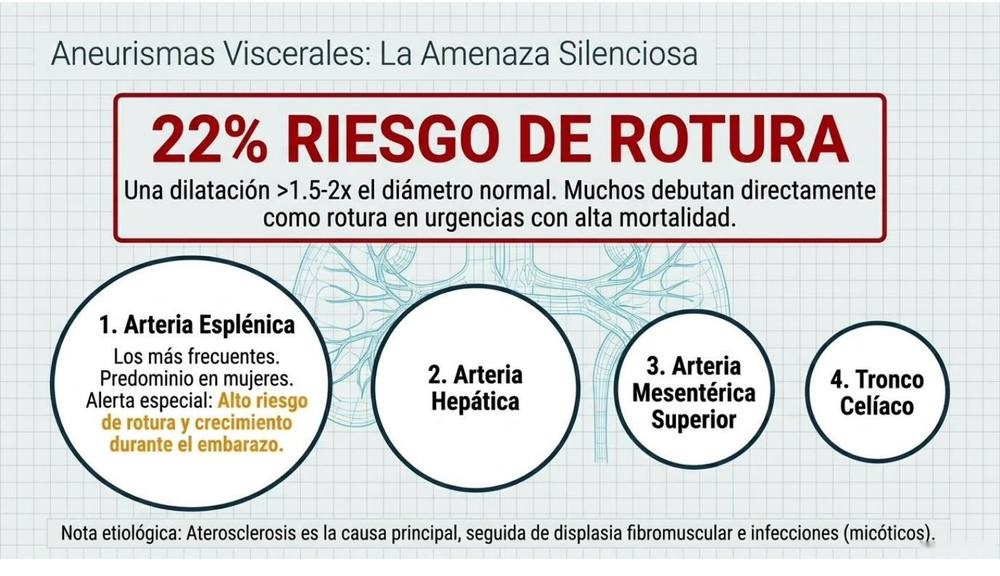 Aneurismas Viscerales: La Amenaza Silenciosa
22% RIESGO DE ROTURA
Una dilatación >1.5-2x el diámetro normal. Muchos debutan directamente
como rotura en urgencias con alta mortalidad.
1. Arteria Esplénica
Los más frecuentes.
Predominio en mujeres.
Alerta especial: Alto riesgo
de rotura y crecimiento
durante el embarazo.
2. Arteria
Hepática
3. Arteria
Mesentérica
Superior
4. Tronco
Celíaco
Nota etiológica: Aterosclerosis es la causa principal, seguida de displasia fibromuscular e infecciones (micóticos).